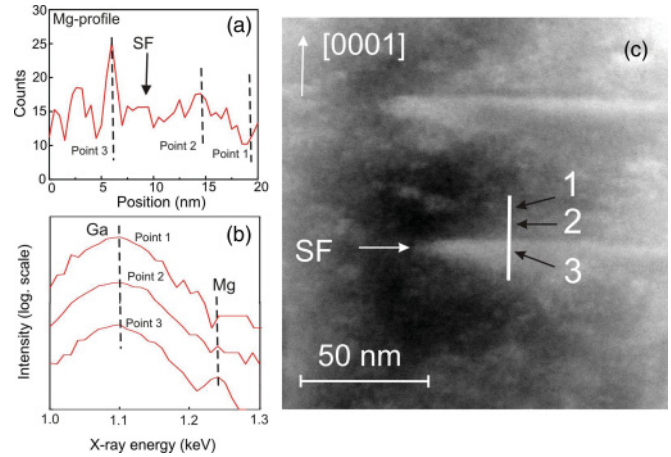 Mg-profile
(a)
SF
Point 3
Point 2
Point 1
Counts
30
25
20
15
10
0
0
5
10
15
20
Position (nm)
(b)
Ga
Point 1
Mg
Point 2
Point 3
Intensity (log. scale)
1.0
1.1
1.2
1.3
X-ray energy (keV)
[0001]
(c)
1
2
SF
3
50 nm